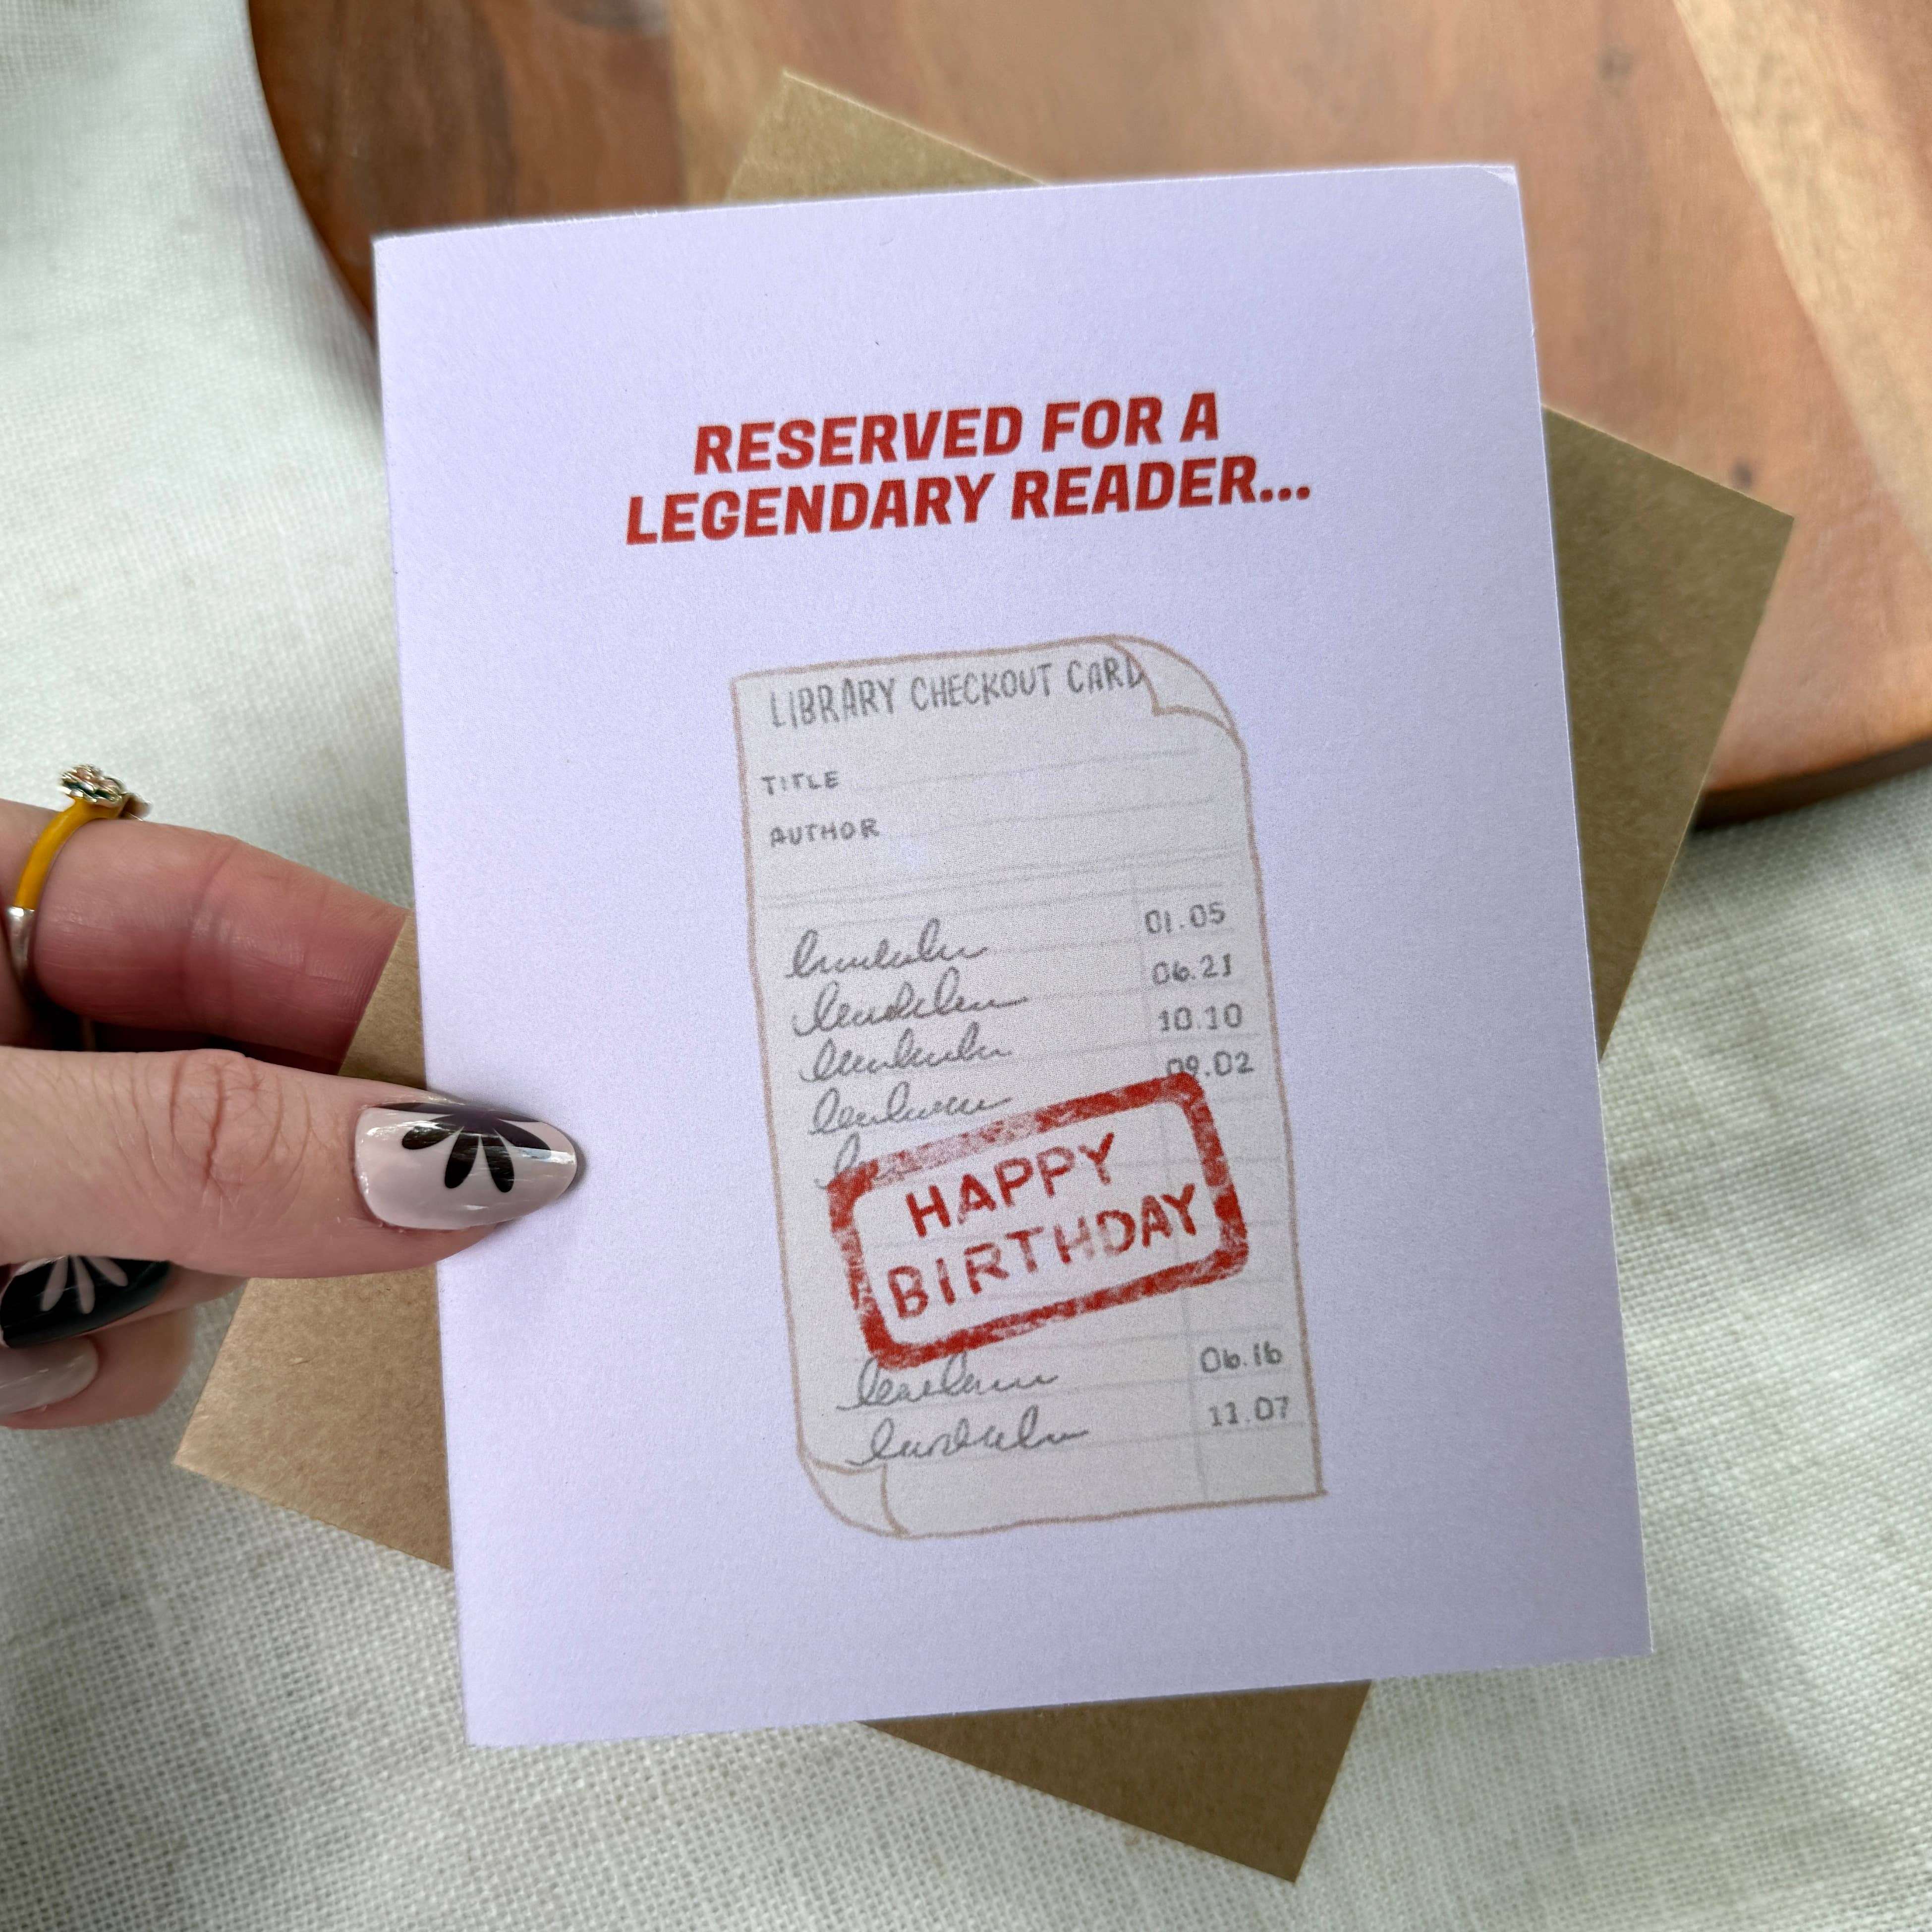 RESERVED FOR A
LEGENDARY READER...
LIBRARY CHECKOUT CARD
TITLE
AUTHOR
01.05
06.21
10.10
09.02
HAPPY
BIRTHDAY
06.16
11.07